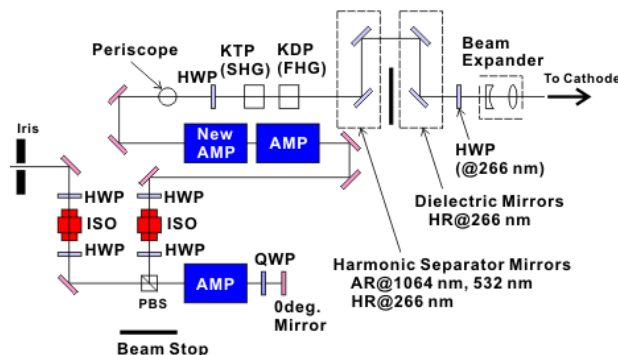 Periscope
HWP
KTP
(SHG)
KDP
(FHG)
Beam
Expander
To Cathode
Iris
New
AMP
AMP
HWP
(@266 nm)
Dielectric Mirrors
HR@266 nm
HWP
HWP
ISO
ISO
HWP
HWP
QWP
Harmonic Separator Mirrors
AR@1064 nm, 532 nm
HR@266 nm
PBS
AMP
0deg.
Mirror
Beam Stop